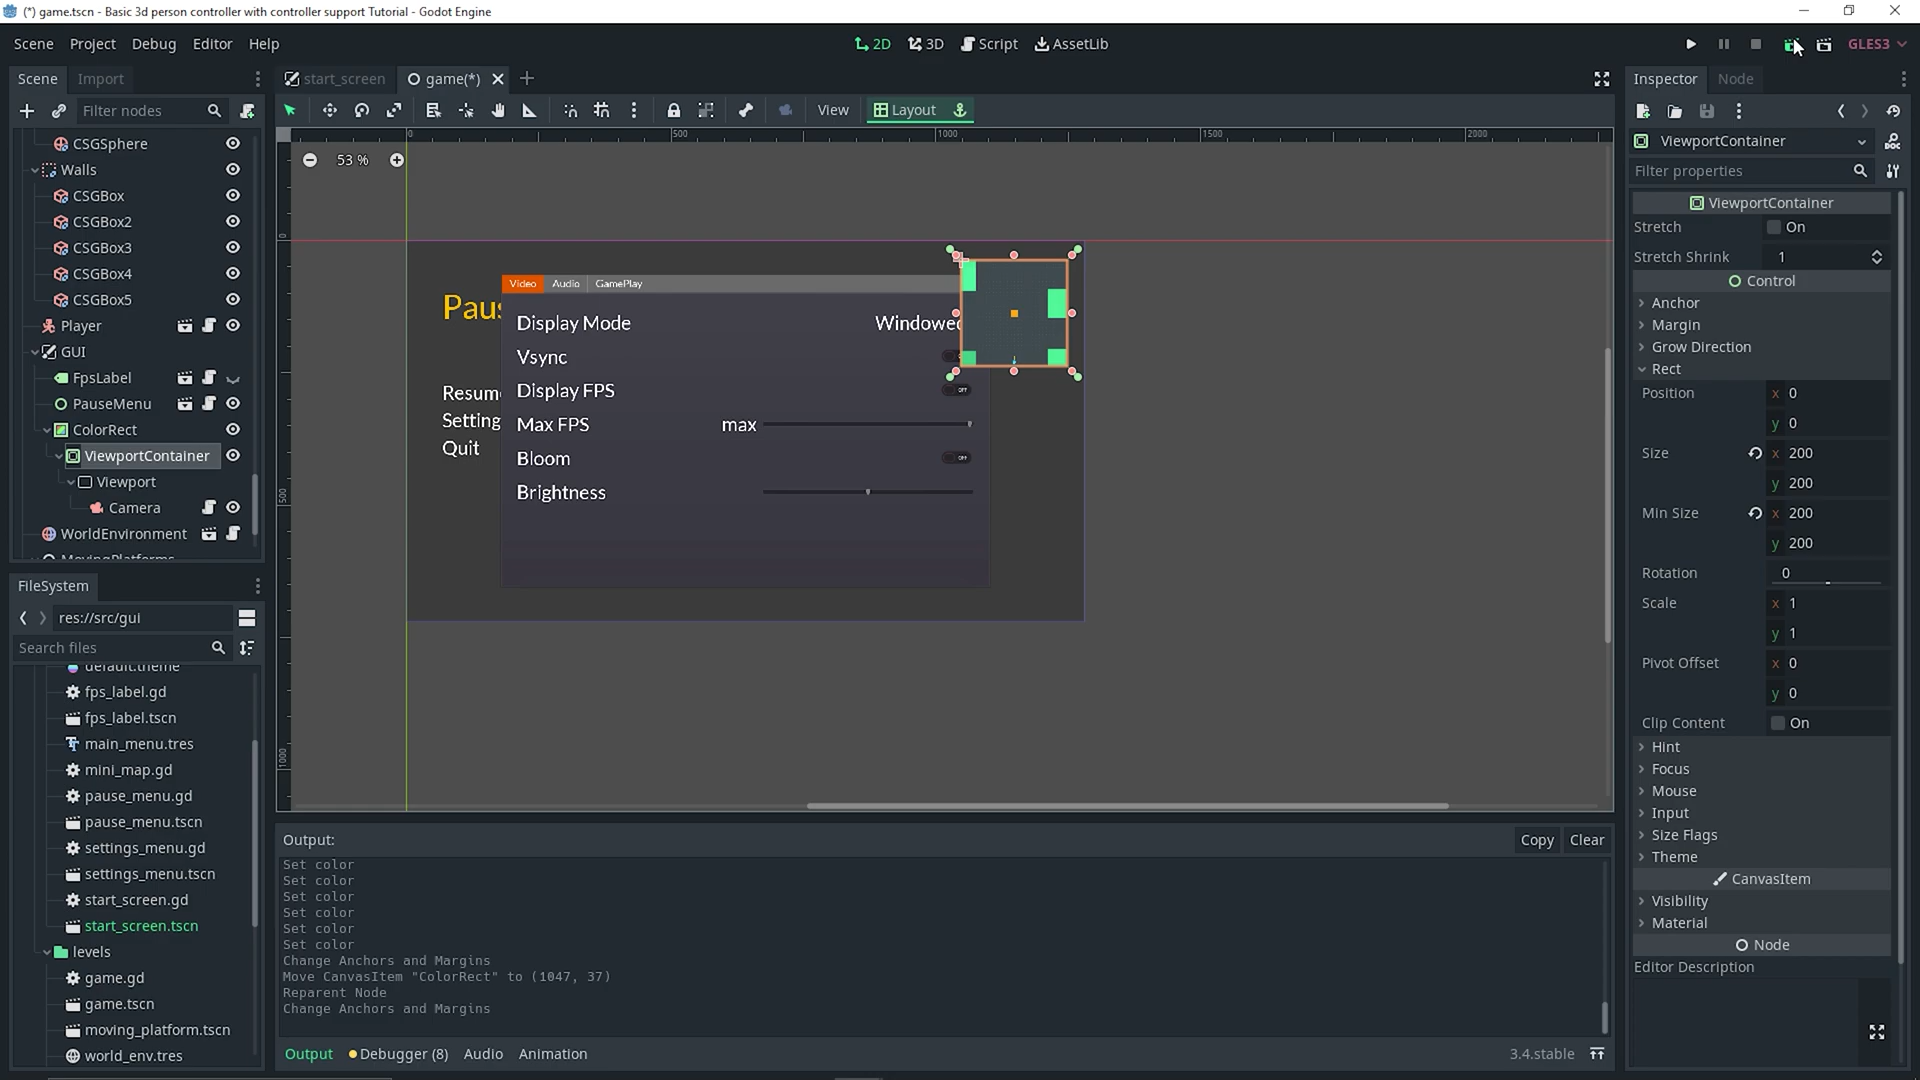 (*) game.tscn - Basic 3d person controller with controller support Tutorial - Godot Engine
Scene Project Debug Editor Help
2D 3D Script AssetLib
GLES3
Scene Import
start_screen
game(*)
Inspector Node
Filter nodes
View
Layout
0 500 1000 1500 2000
53 %
CSGSphere
Walls
CSGBox
CSGBox2
CSGBox3
CSGBox4
CSGBox5
Player
GUI
FpsLabel
PauseMenu
ColorRect
ViewportContainer
Viewport
Camera
WorldEnvironment
MovingPlatforms
0
500
1000
Video Audio GamePlay
Paus
Display Mode Windowed
Vsync
Display FPS OFF
Resum
Max FPS max
Setting
Quit
Bloom OFF
Brightness
ViewportContainer
Filter properties
ViewportContainer
Stretch On
Stretch Shrink 1
Control
Anchor
Margin
Grow Direction
Rect
Position x 0
y 0
Size x 200
y 200
Min Size x 200
y 200
Rotation 0
Scale x 1
y 1
Pivot Offset x 0
y 0
Clip Content On
Hint
Focus
Mouse
Input
Size Flags
Theme
CanvasItem
Visibility
Material
Node
Editor Description
FileSystem
res://src/gui
Search files
default.theme
fps_label.gd
fps_label.tscn
main_menu.tres
mini_map.gd
pause_menu.gd
pause_menu.tscn
settings_menu.gd
settings_menu.tscn
start_screen.gd
start_screen.tscn
levels
game.gd
game.tscn
moving_platform.tscn
world_env.tres
Output: Copy Clear
Set color
Set color
Set color
Set color
Set color
Set color
Change Anchors and Margins
Move CanvasItem "ColorRect" to (1047, 37)
Reparent Node
Change Anchors and Margins
Output Debugger (8) Audio Animation 3.4.stable